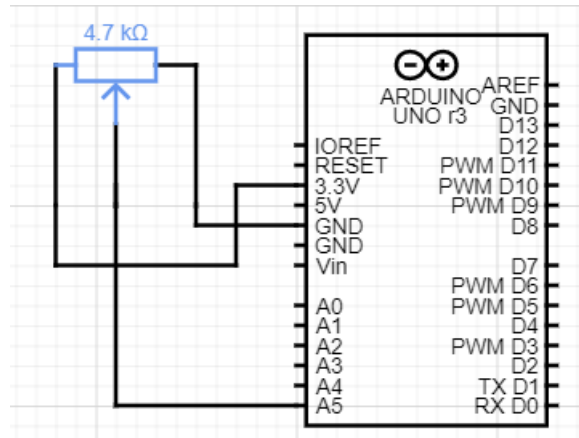 4.7 kΩ
ARDUINO
UNO r3
IOREF
RESET
3.3V
5V
GND
GND
Vin
A0
A1
A2
A3
A4
A5
AREF
GND
D13
D12
PWM D11
PWM D10
PWM D9
D8
D7
PWM D6
PWM D5
D4
PWM D3
D2
TX D1
RX D0